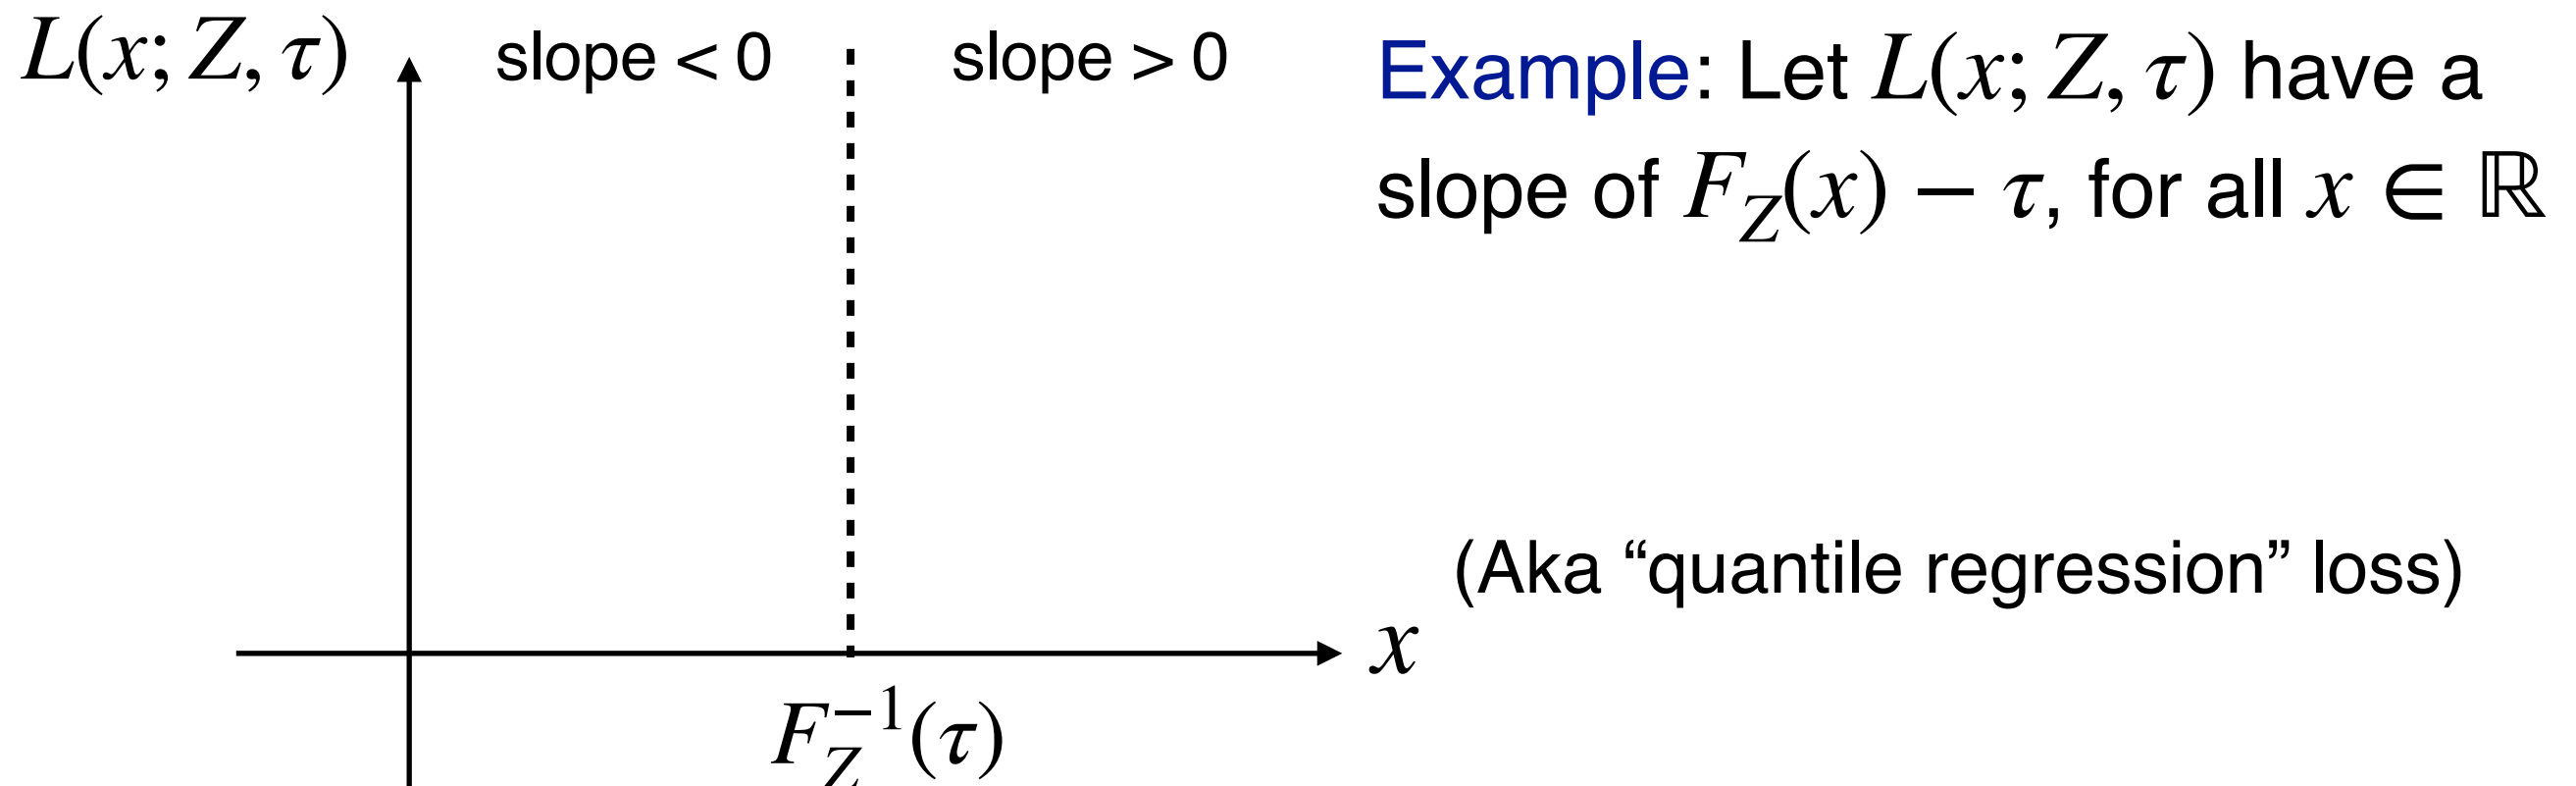 L(x; Z, τ)
slope < 0
slope > 0
Example: Let L(x; Z, τ) have a
slope of F_Z(x) − τ, for all x ∈ ℝ
(Aka “quantile regression” loss)
x
F_Z^{−1}(τ)